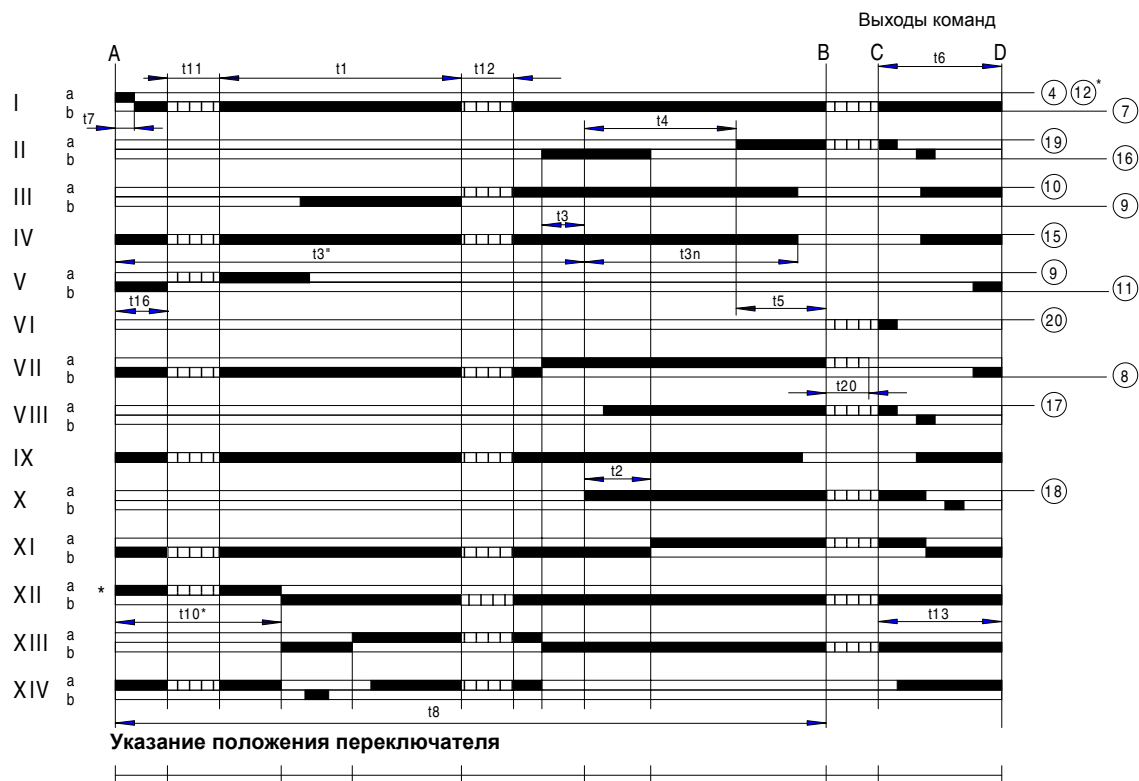 Выходы команд
A B C D
t11 t1 t12 t6
I a b 4 12* 7
t7 t4
II a b 19 16
III a b 10 9
t3
IV 15
t3* t3n
V a b 9 11
t16 t5
VI 20
VII a b 8
t20
VIII a b 17
IX
t2
X a b 18
XI a b
XII a b *
t10* t13
XIII a b
XIV a b
t8
Указание положения переключателя